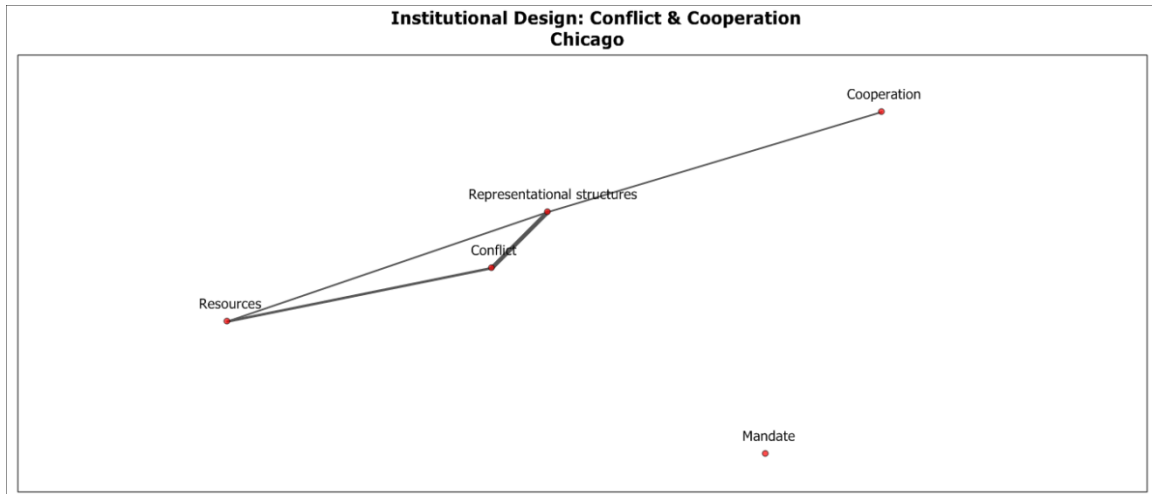 Institutional Design: Conflict & Cooperation
Chicago
Cooperation
Representational structures
Conflict
Resources
Mandate